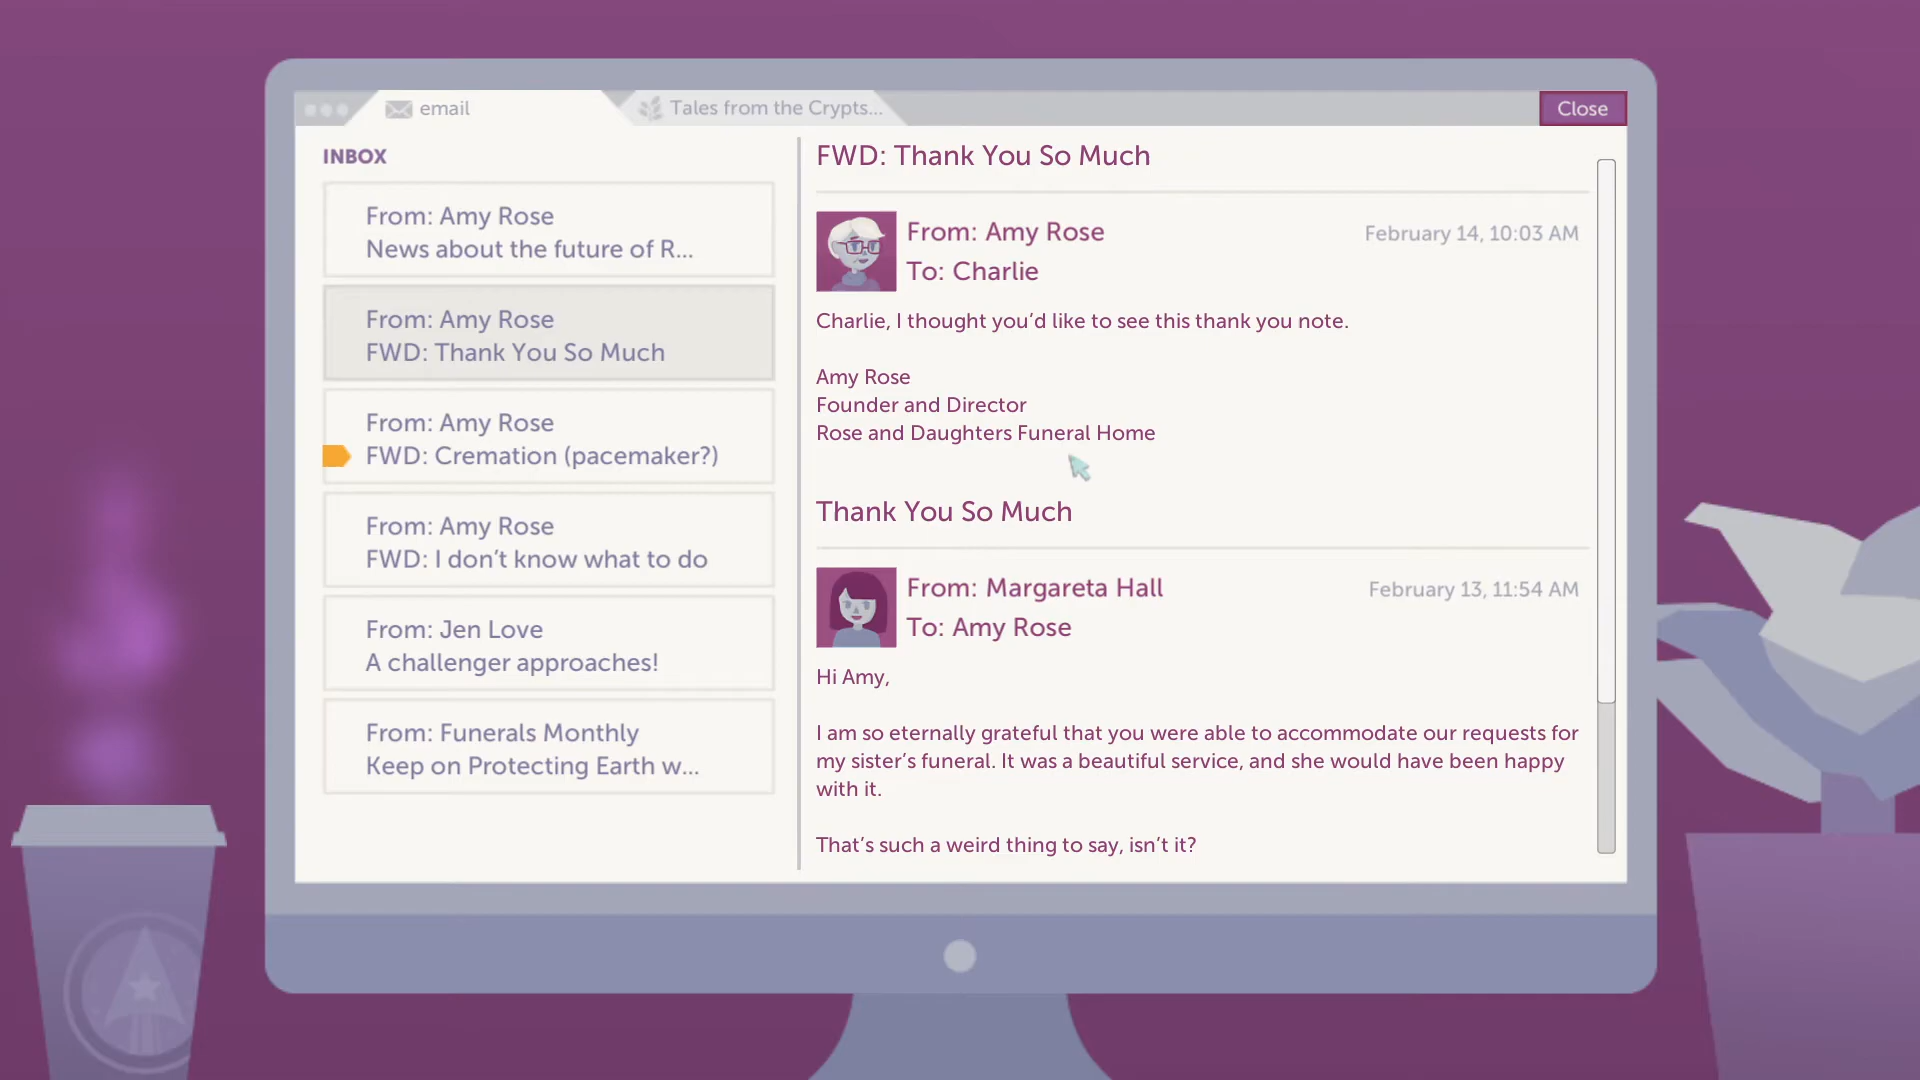 email
Tales from the Crypts...
Close
INBOX
From: Amy Rose
News about the future of R...
From: Amy Rose
FWD: Thank You So Much
From: Amy Rose
FWD: Cremation (pacemaker?)
From: Amy Rose
FWD: I don’t know what to do
From: Jen Love
A challenger approaches!
From: Funerals Monthly
Keep on Protecting Earth w...
FWD: Thank You So Much
From: Amy Rose
February 14, 10:03 AM
To: Charlie
Charlie, I thought you’d like to see this thank you note.
Amy Rose
Founder and Director
Rose and Daughters Funeral Home
Thank You So Much
From: Margareta Hall
February 13, 11:54 AM
To: Amy Rose
Hi Amy,
I am so eternally grateful that you were able to accommodate our requests for
my sister’s funeral. It was a beautiful service, and she would have been happy
with it.
That’s such a weird thing to say, isn’t it?